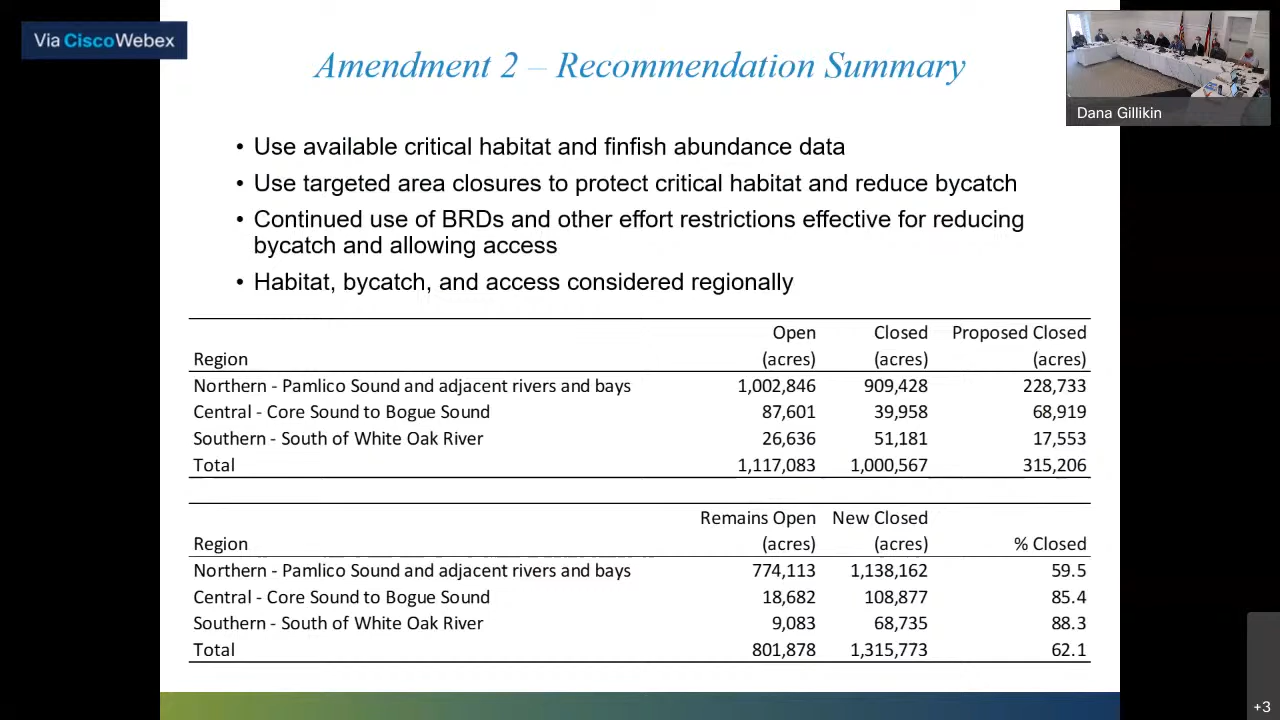 Via Cisco Webex
Amendment 2 – Recommendation Summary
Dana Gillikin
• Use available critical habitat and finfish abundance data
• Use targeted area closures to protect critical habitat and reduce bycatch
• Continued use of BRDs and other effort restrictions effective for reducing
bycatch and allowing access
• Habitat, bycatch, and access considered regionally
Open Closed Proposed Closed
Region (acres) (acres) (acres)
Northern - Pamlico Sound and adjacent rivers and bays 1,002,846 909,428 228,733
Central - Core Sound to Bogue Sound 87,601 39,958 68,919
Southern - South of White Oak River 26,636 51,181 17,553
Total 1,117,083 1,000,567 315,206
Remains Open New Closed
Region (acres) (acres) % Closed
Northern - Pamlico Sound and adjacent rivers and bays 774,113 1,138,162 59.5
Central - Core Sound to Bogue Sound 18,682 108,877 85.4
Southern - South of White Oak River 9,083 68,735 88.3
Total 801,878 1,315,773 62.1
+3